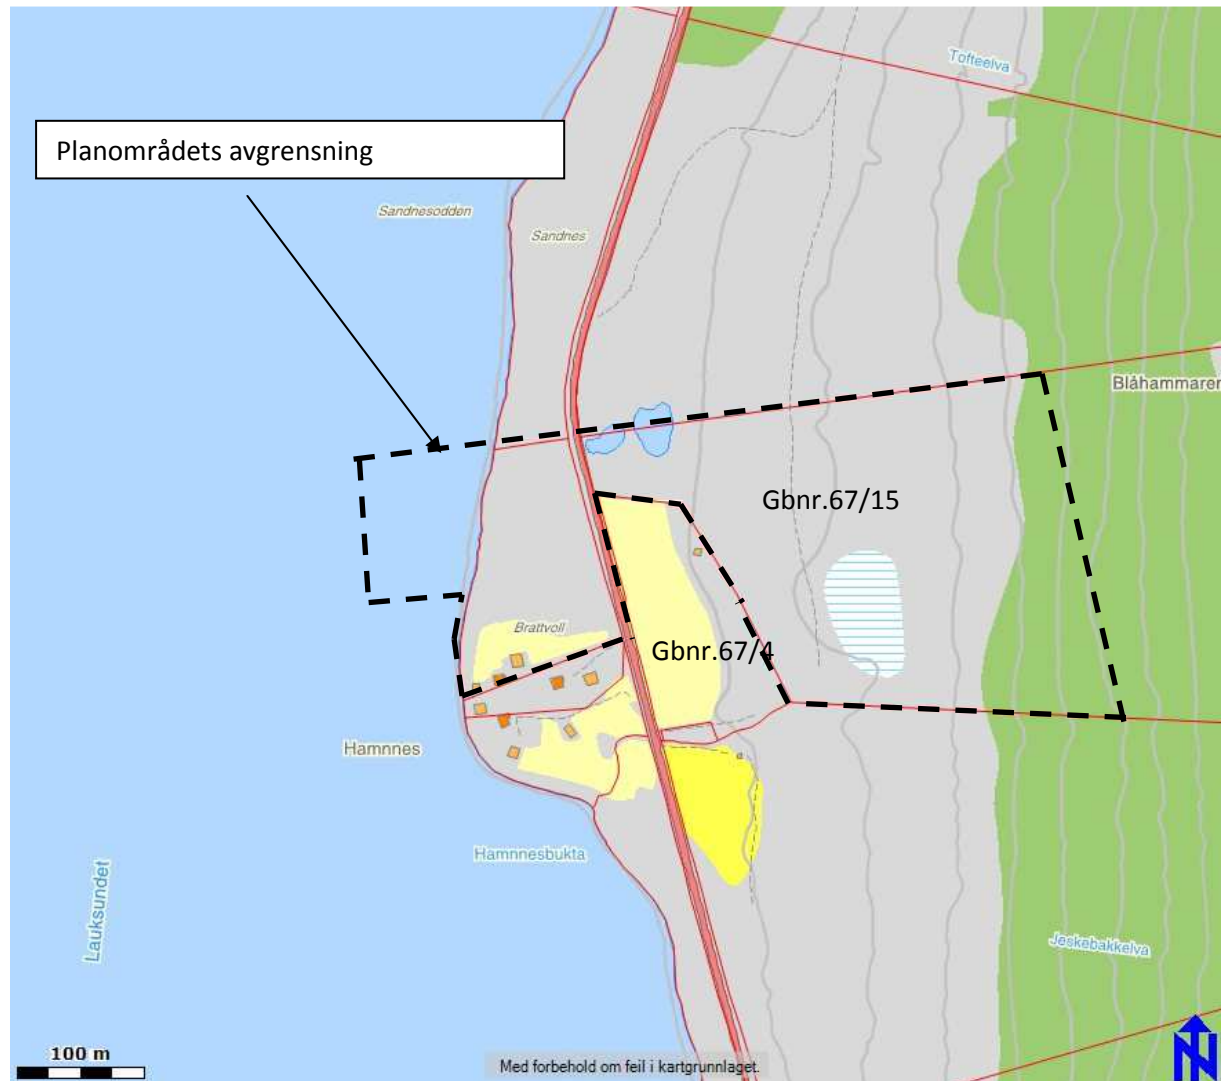 Tofteelva
Planområdets avgrensning
Sandnesodden
Sandnes
Blåhammaren
Gbnr.67/15
Brattvoll
Gbnr.67/4
Hamnnes
Hamnnesbukta
Lauksundet
Jeskebakkelva
100 m
Med forbehold om feil i kartgrunnlaget.
N